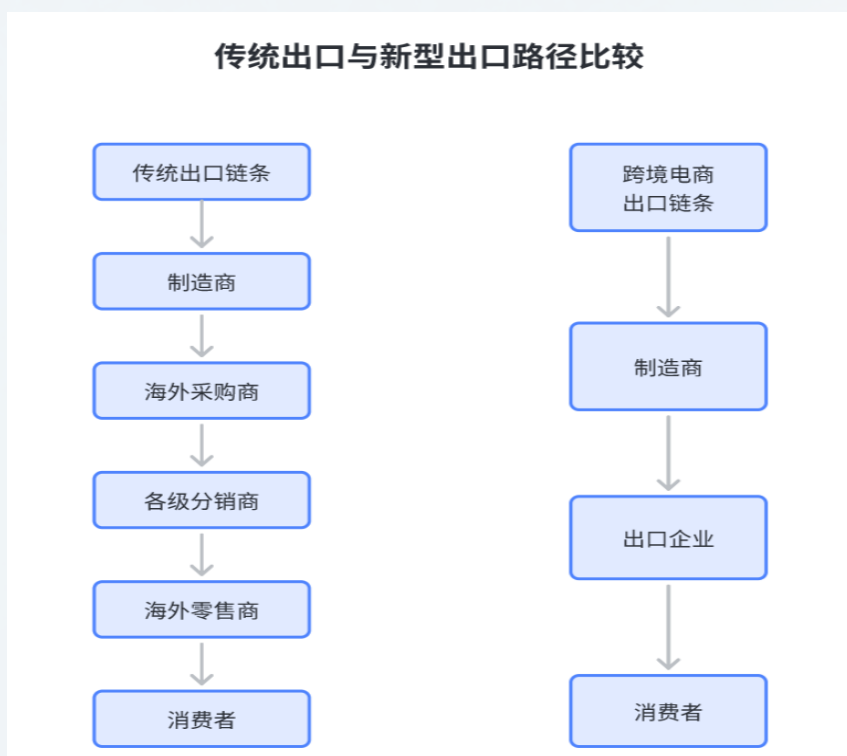 传统出口与新型出口路径比较
传统出口链条
制造商
海外采购商
各级分销商
海外零售商
消费者
跨境电商
出口链条
制造商
出口企业
消费者